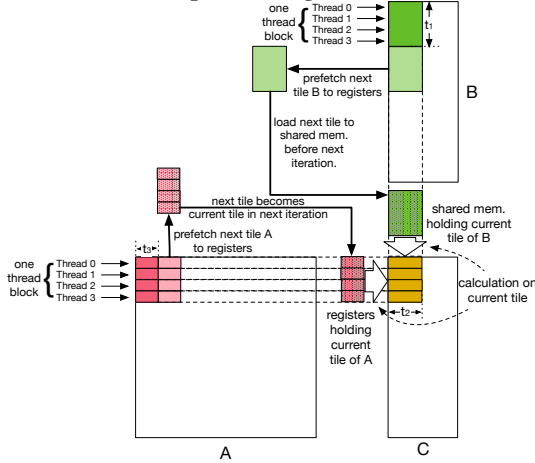 one
thread
block
Thread 0
Thread 1
Thread 2
Thread 3
t1
prefetch next
tile B to registers
B
load next tile to
shared mem.
before next
iteration.
next tile becomes
current tile in next iteration
shared mem.
holding current
tile of B
prefetch next tile A
to registers
t3
one
thread
block
Thread 0
Thread 1
Thread 2
Thread 3
calculation on
current tile
t2
registers
holding
current
tile of A
A
C